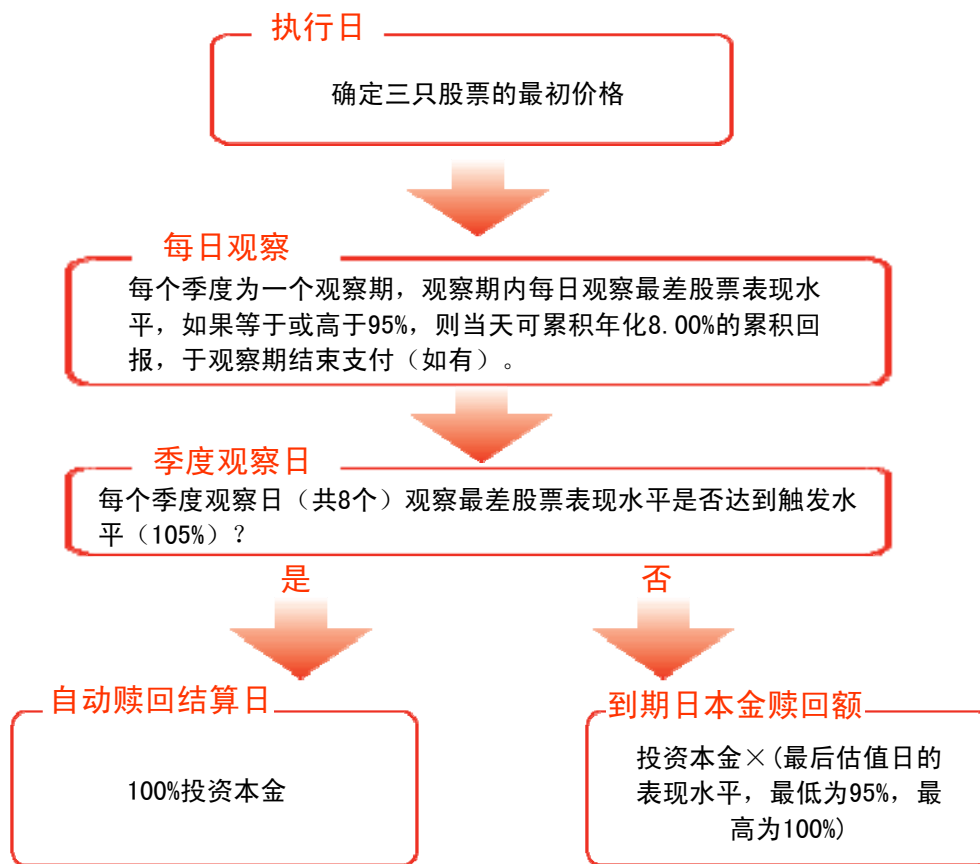 执行日
确定三只股票的最初价格
每日观察
每个季度为一个观察期，观察期内每日观察最差股票表现水
平，如果等于或高于95%，则当天可累积年化8.00%的累积回
报，于观察期结束支付（如有）。
季度观察日
每个季度观察日（共8个）观察最差股票表现水平是否达到触发水
平（105%）？
是
否
自动赎回结算日
100%投资本金
到期日本金赎回额
投资本金×(最后估值日的
表现水平，最低为95%，最
高为100%)